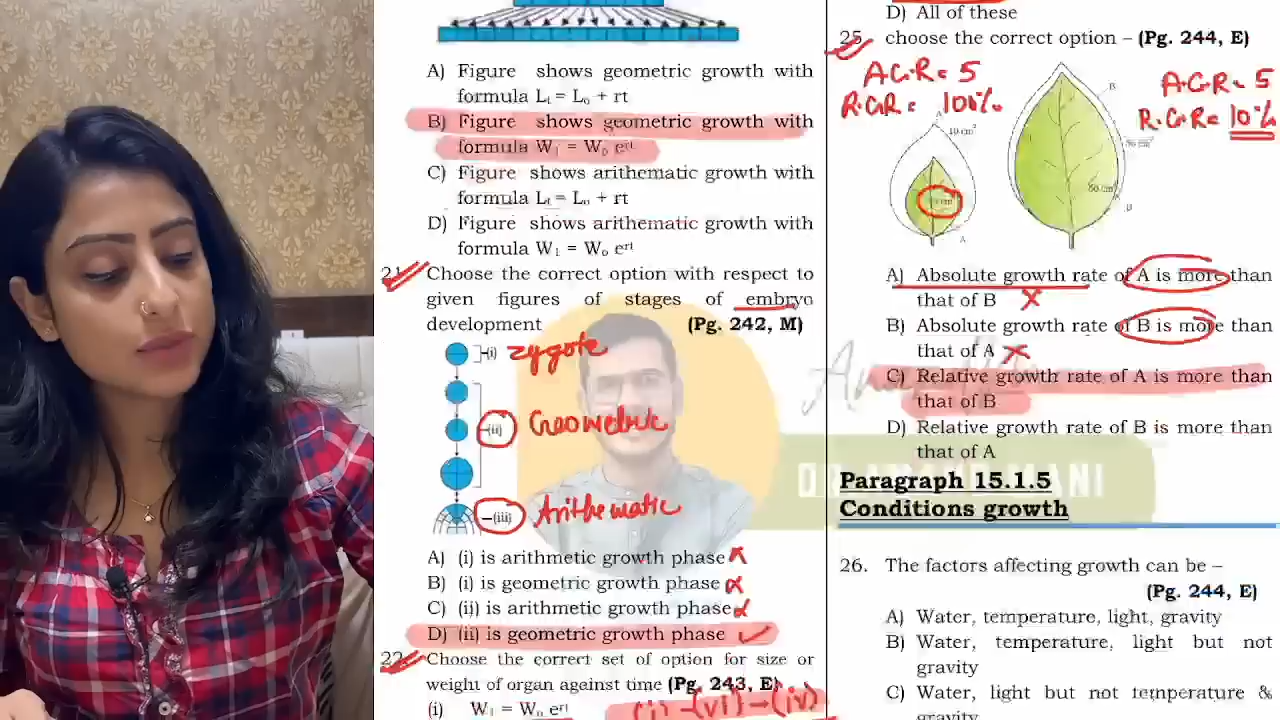 A) Figure shows geometric growth with
formula Lₜ = L₀ + rt
B) Figure shows geometric growth with
formula W₁ = W₀ eʳᵗ
C) Figure shows arithmatic growth with
formula Lₜ = L₀ + rt
D) Figure shows arithematic growth with
formula W₁ = W₀ eʳᵗ
21. Choose the correct option with respect to
given figures of stages of embryo
development (Pg. 242, M)
(i) zygote
(ii) Geometric
(iii) Arithematic
A) (i) is arithmetic growth phase
B) (i) is geometric growth phase
C) (ii) is arithmetic growth phase
D) (ii) is geometric growth phase
22. Choose the correct set of option for size or
weight of organ against time (Pg. 243, E)
(i) W₁ = W₀ eʳᵗ (i) – (vi) – (iv)
D) All of these
25. choose the correct option – (Pg. 244, E)
A.G.R = 5
R.G.R = 100%
A.G.R = 5
R.G.R = 10%
A
10 cm²
A
B
B
A) Absolute growth rate of A is more than
that of B
B) Absolute growth rate of B is more than
that of A
C) Relative growth rate of A is more than
that of B
D) Relative growth rate of B is more than
that of A
Paragraph 15.1.5
Conditions growth
26. The factors affecting growth can be –
(Pg. 244, E)
A) Water, temperature, light, gravity
B) Water, temperature, light but not
gravity
C) Water, light but not temperature &
gravity